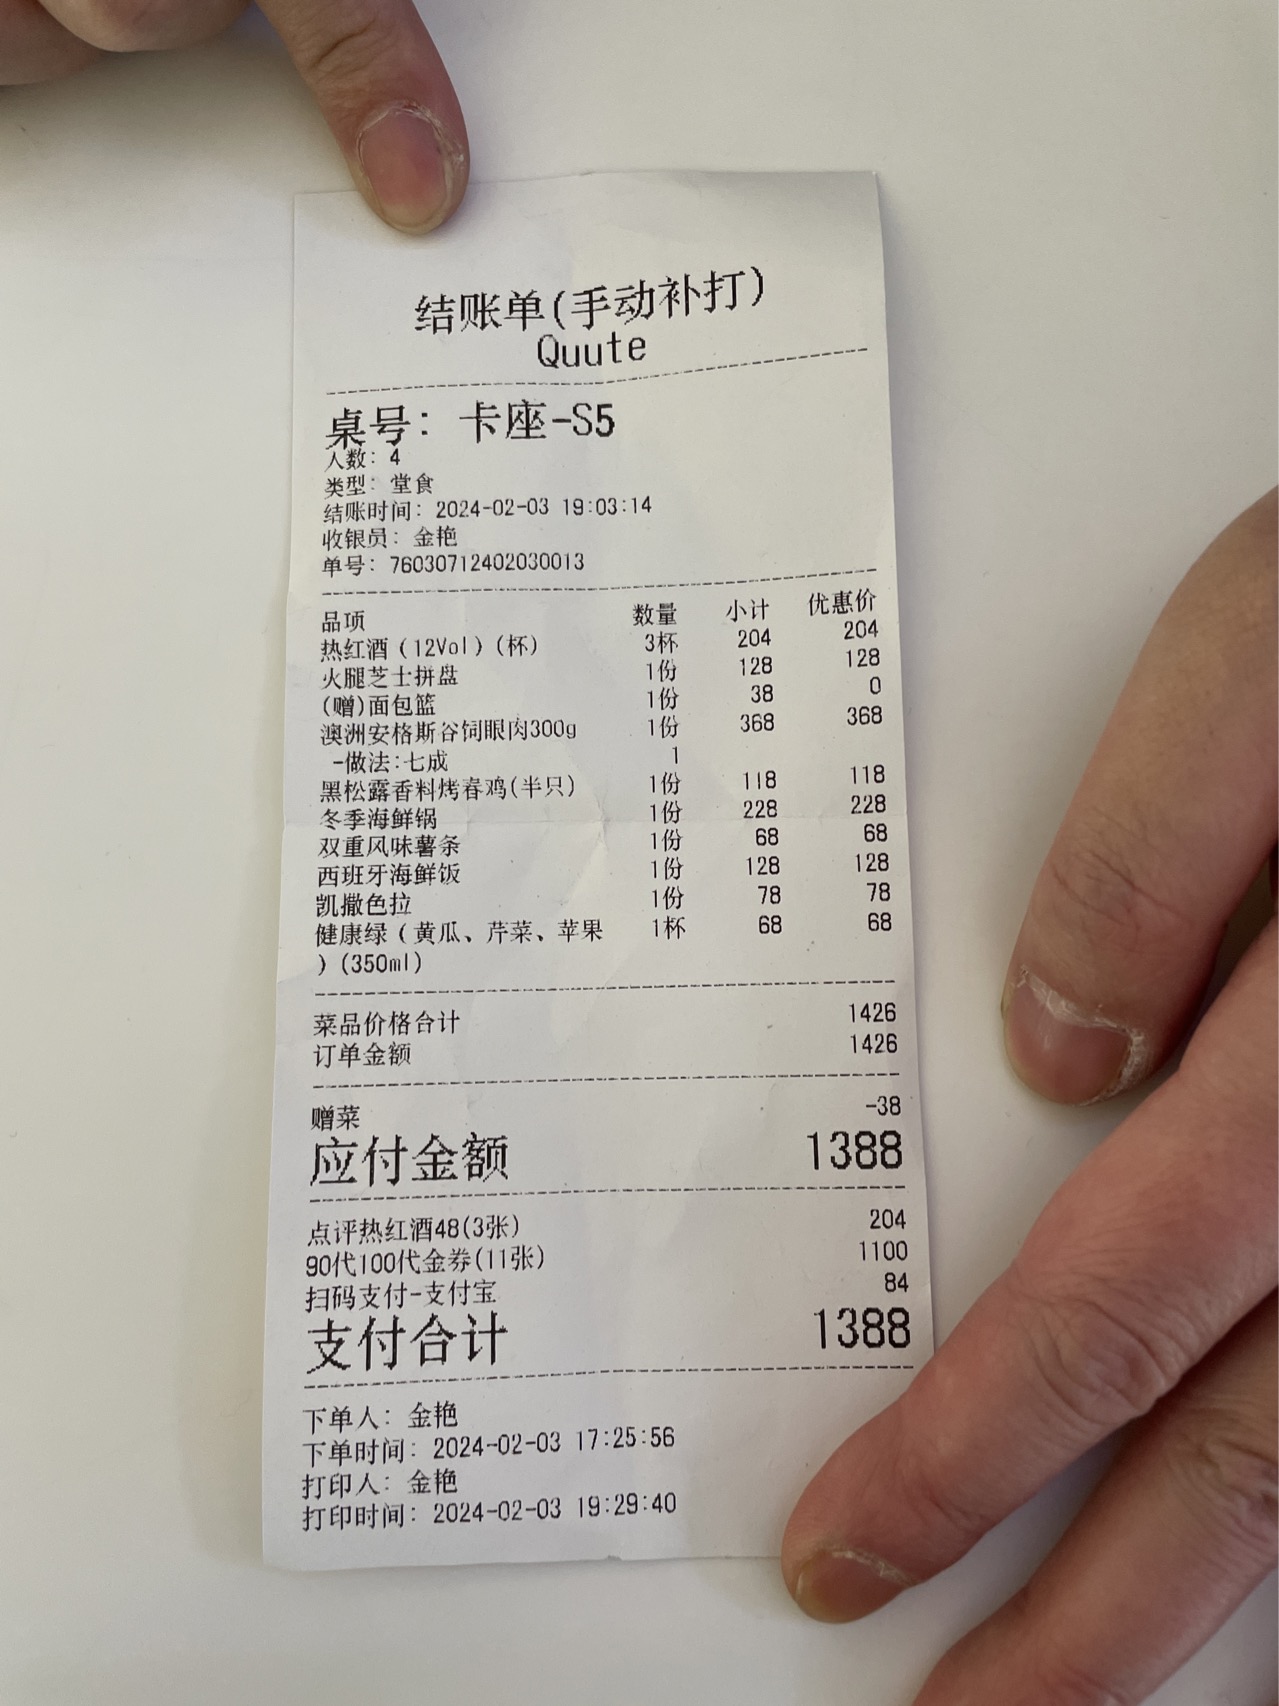 结账单(手动补打)
Quute
桌号: 卡座-S5
人数: 4
类型: 堂食
结账时间: 2024-02-03 19:03:14
收银员: 金艳
单号: 76030712402030013
品项 数量 小计 优惠价
热红酒(12Vol)(杯) 3杯 204 204
火腿芝士拼盘 1份 128 128
(赠)面包篮 1份 38 0
澳洲安格斯谷饲眼肉300g 1份 368 368
-做法:七成 1
黑松露香料烤春鸡(半只) 1份 118 118
冬季海鲜锅 1份 228 228
双重风味薯条 1份 68 68
西班牙海鲜饭 1份 128 128
凯撒色拉 1份 78 78
健康绿(黄瓜、芹菜、苹果 1杯 68 68
)(350ml)
菜品价格合计 1426
订单金额 1426
赠菜 -38
应付金额 1388
点评热红酒48(3张) 204
90代100代金券(11张) 1100
扫码支付-支付宝 84
支付合计 1388
下单人: 金艳
下单时间: 2024-02-03 17:25:56
打印人: 金艳
打印时间: 2024-02-03 19:29:40